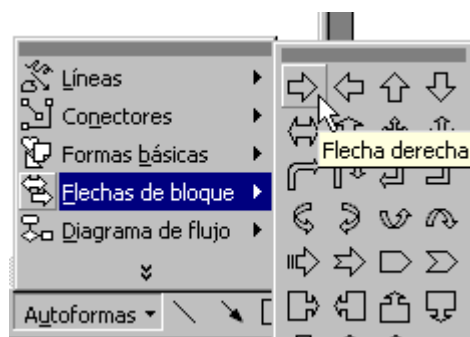 Líneas
Conectores
Formas básicas
Flechas de bloque
Diagrama de flujo
Autoformas
Flecha derecha